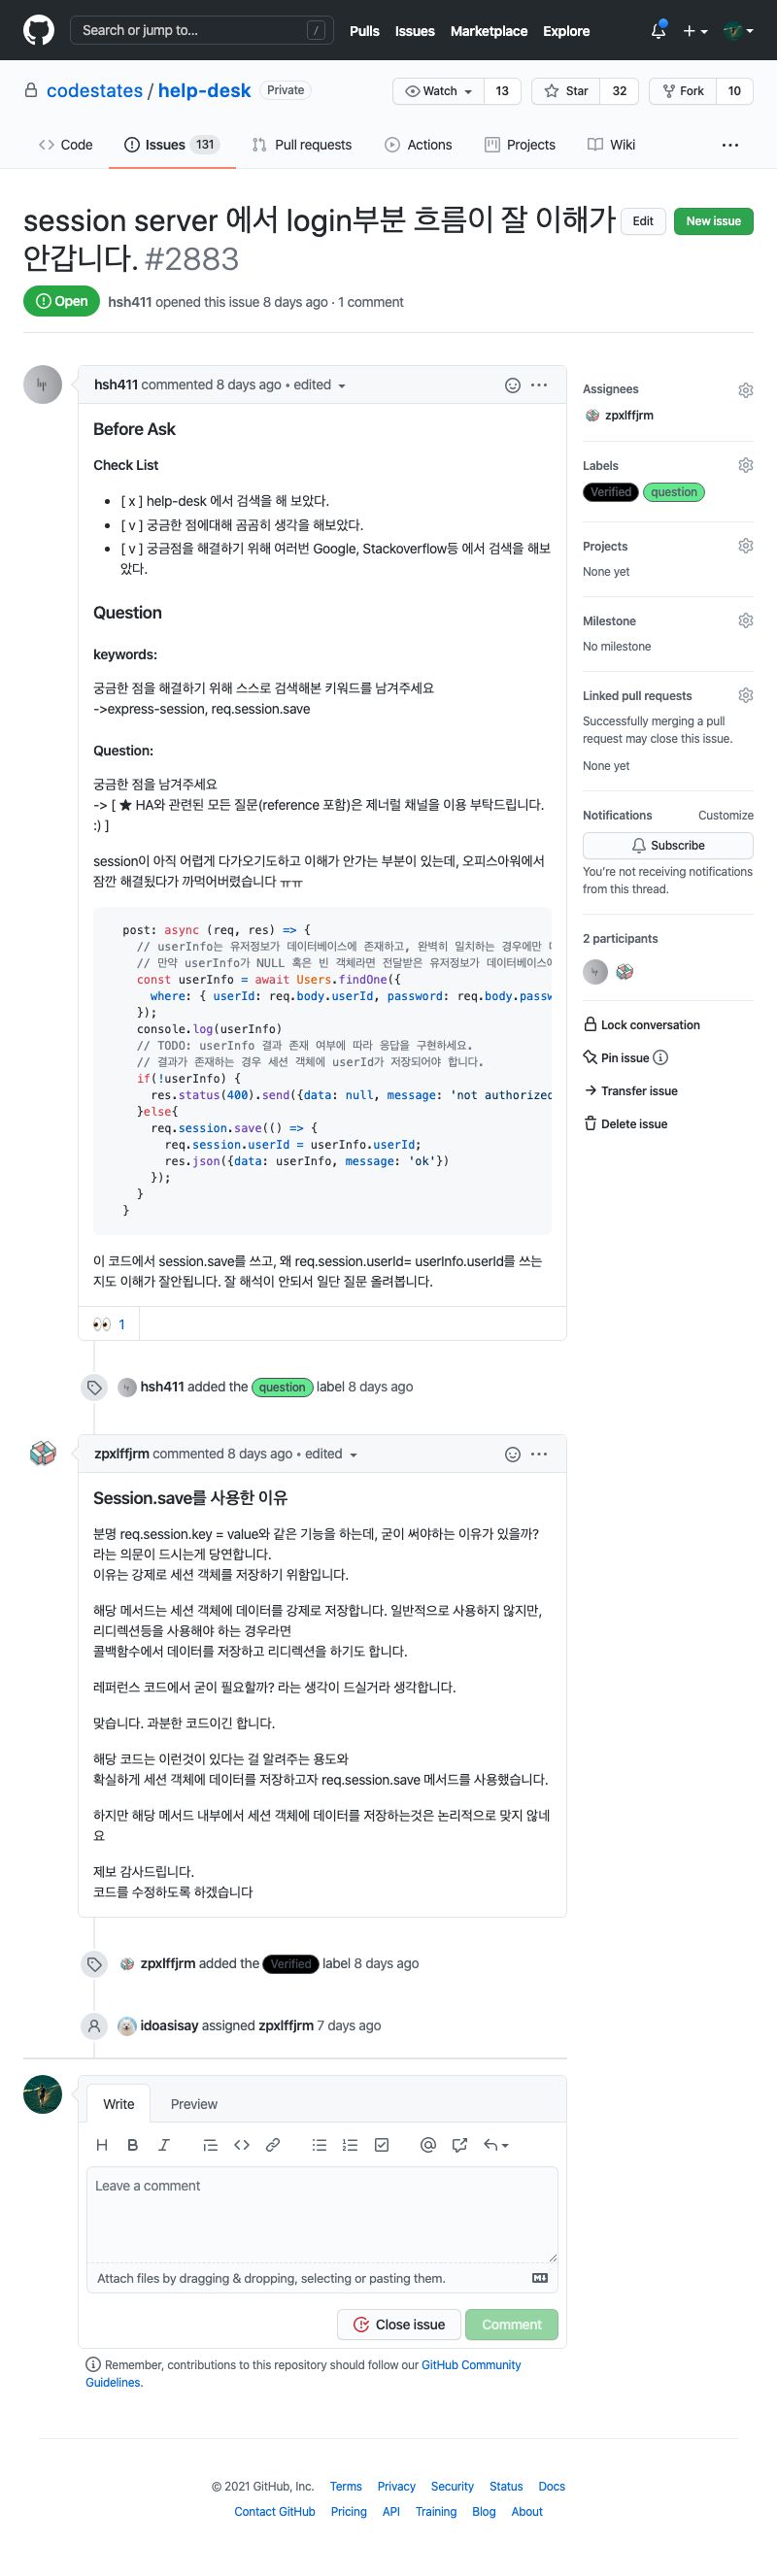 Search or jump to...
/
Pulls
Issues
Marketplace
Explore
codestates / help-desk
Private
Watch
13
Star
32
Fork
10
Code
Issues 131
Pull requests
Actions
Projects
Wiki
session server 에서 login부분 흐름이 잘 이해가
안갑니다. #2883
Edit
New issue
Open
hsh411 opened this issue 8 days ago · 1 comment
hsh411 commented 8 days ago • edited
Before Ask
Check List
[ x ] help-desk 에서 검색을 해 보았다.
[ v ] 궁금한 점에대해 곰곰히 생각을 해보았다.
[ v ] 궁금점을 해결하기 위해 여러번 Google, Stackoverflow등 에서 검색을 해보
았다.
Question
keywords:
궁금한 점을 해결하기 위해 스스로 검색해본 키워드를 남겨주세요
->express-session, req.session.save
Question:
궁금한 점을 남겨주세요
-> [ ★ HA와 관련된 모든 질문(reference 포함)은 제너럴 채널을 이용 부탁드립니다.
:) ]
session이 아직 어렵게 다가오기도하고 이해가 안가는 부분이 있는데, 오피스아워에서
잠깐 해결됬다가 까먹어버렸습니다 ㅠㅠ
post: async (req, res) => {
// userInfo는 유저정보가 데이터베이스에 존재하고, 완벽히 일치하는 경우에만
// 만약 userInfo가 NULL 혹은 빈 객체라면 전달받은 유저정보가 데이터베이스에
const userInfo = await Users.findOne({
where: { userId: req.body.userId, password: req.body.passw
});
console.log(userInfo)
// TODO: userInfo 결과 존재 여부에 따라 응답을 구현하세요.
// 결과가 존재하는 경우 세션 객체에 userId가 저장되어야 합니다.
if(!userInfo) {
res.status(400).send({data: null, message: 'not authorized
}else{
req.session.save(() => {
req.session.userId = userInfo.userId;
res.json({data: userInfo, message: 'ok'})
});
}
}
이 코드에서 session.save를 쓰고, 왜 req.session.userId= userInfo.userId를 쓰는
지도 이해가 잘안됩니다. 잘 해석이 안되서 일단 질문 올려봅니다.
👀 1
hsh411 added the question label 8 days ago
zpxlffjrm commented 8 days ago • edited
Session.save를 사용한 이유
분명 req.session.key = value와 같은 기능을 하는데, 굳이 써야하는 이유가 있을까?
라는 의문이 드시는게 당연합니다.
이유는 강제로 세션 객체를 저장하기 위함입니다.
해당 메서드는 세션 객체에 데이터를 강제로 저장합니다. 일반적으로 사용하지 않지만,
리디렉션등을 사용해야 하는 경우라면
콜백함수에서 데이터를 저장하고 리디렉션을 하기도 합니다.
레퍼런스 코드에서 굳이 필요할까? 라는 생각이 드실거라 생각합니다.
맞습니다. 과분한 코드이긴 합니다.
해당 코드는 이런것이 있다는 걸 알려주는 용도와
확실하게 세션 객체에 데이터를 저장하고자 req.session.save 메서드를 사용했습니다.
하지만 해당 메서드 내부에서 세션 객체에 데이터를 저장하는것은 논리적으로 맞지 않네
요
제보 감사드립니다.
코드를 수정하도록 하겠습니다
zpxlffjrm added the Verified label 8 days ago
idoasisay assigned zpxlffjrm 7 days ago
Assignees
zpxlffjrm
Labels
Verified question
Projects
None yet
Milestone
No milestone
Linked pull requests
Successfully merging a pull
request may close this issue.
None yet
Notifications
Customize
Subscribe
You're not receiving notifications
from this thread.
2 participants
Lock conversation
Pin issue
Transfer issue
Delete issue
Write
Preview
Leave a comment
Attach files by dragging & dropping, selecting or pasting them.
Close issue
Comment
Remember, contributions to this repository should follow our GitHub Community
Guidelines.
© 2021 GitHub, Inc.
Terms
Privacy
Security
Status
Docs
Contact GitHub
Pricing
API
Training
Blog
About